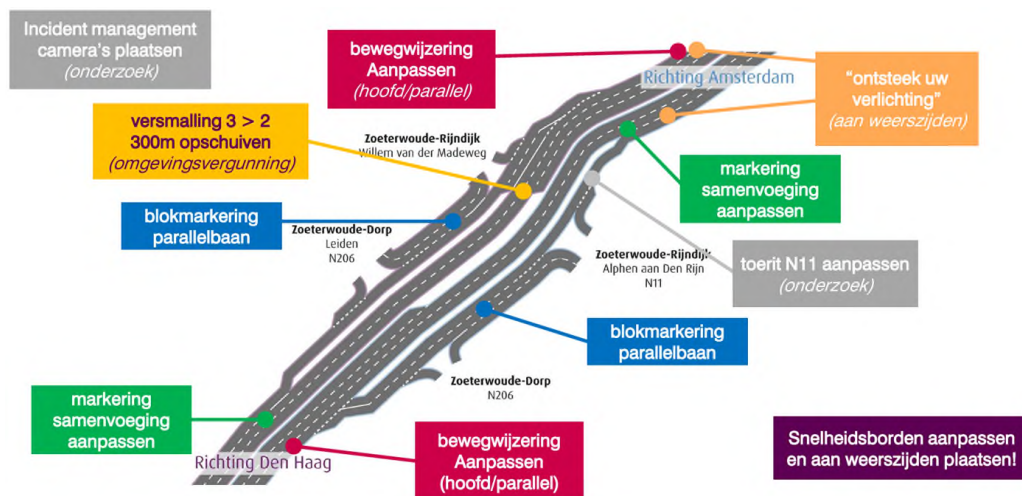 Incident management
camera's plaatsen
(onderzoek)
bewegwijzering
Aanpassen
(hoofd/parallel)
Richting Amsterdam
"ontsteek uw
verlichting"
(aan weerszijden)
versmalling 3 > 2
300m opschuiven
(omgevingsvergunning)
Zoeterwoude-Rijndijk
Willem van der Madeweg
markering
samenvoeging
aanpassen
blokmarkering
parallelbaan
Zoeterwoude-Dorp
Leiden
N206
Zoeterwoude-Rijndijk
Alphen aan Den Rijn
N11
toerit N11 aanpassen
(onderzoek)
blokmarkering
parallelbaan
Zoeterwoude-Dorp
N206
markering
samenvoeging
aanpassen
Richting Den Haag
bewegwijzering
Aanpassen
(hoofd/parallel)
Snelheidsborden aanpassen
en aan weerszijden plaatsen!